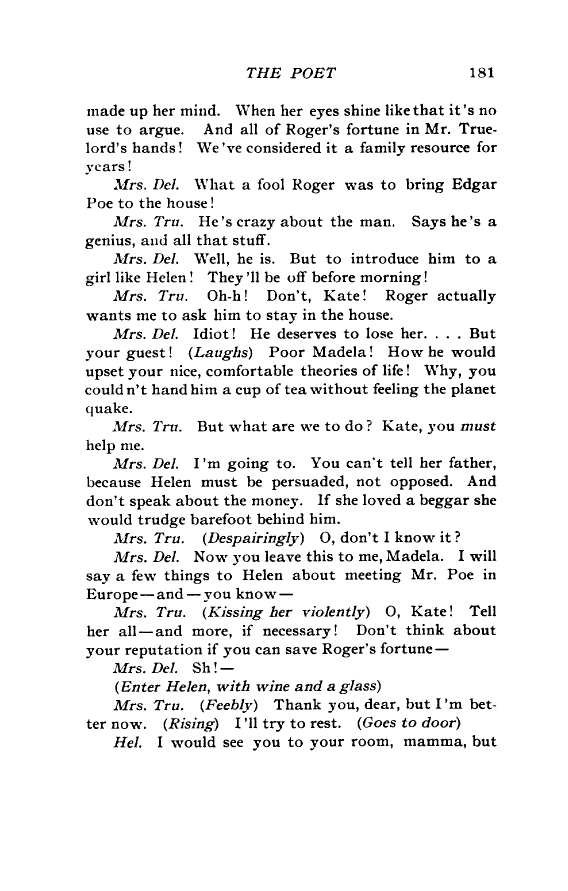 THE POET 181
made up her mind. When her eyes shine like that it's no
use to argue. And all of Roger's fortune in Mr. True-
lord's hands! We've considered it a family resource for
years!
Mrs. Del. What a fool Roger was to bring Edgar
Poe to the house!
Mrs. Tru. He's crazy about the man. Says he's a
genius, and all that stuff.
Mrs. Del. Well, he is. But to introduce him to a
girl like Helen! They'll be off before morning!
Mrs. Tru. Oh-h! Don't, Kate! Roger actually
wants me to ask him to stay in the house.
Mrs. Del. Idiot! He deserves to lose her. . . . But
your guest! (Laughs) Poor Madela! How he would
upset your nice, comfortable theories of life! Why, you
could n't hand him a cup of tea without feeling the planet
quake.
Mrs. Tru. But what are we to do? Kate, you must
help me.
Mrs. Del. I'm going to. You can't tell her father,
because Helen must be persuaded, not opposed. And
don't speak about the money. If she loved a beggar she
would trudge barefoot behind him.
Mrs. Tru. (Despairingly) O, don't I know it?
Mrs. Del. Now you leave this to me, Madela. I will
say a few things to Helen about meeting Mr. Poe in
Europe—and—you know—
Mrs. Tru. (Kissing her violently) O, Kate! Tell
her all—and more, if necessary! Don't think about
your reputation if you can save Roger's fortune—
Mrs. Del. Sh!—
(Enter Helen, with wine and a glass)
Mrs. Tru. (Feebly) Thank you, dear, but I'm bet-
ter now. (Rising) I'll try to rest. (Goes to door)
Hel. I would see you to your room, mamma, but